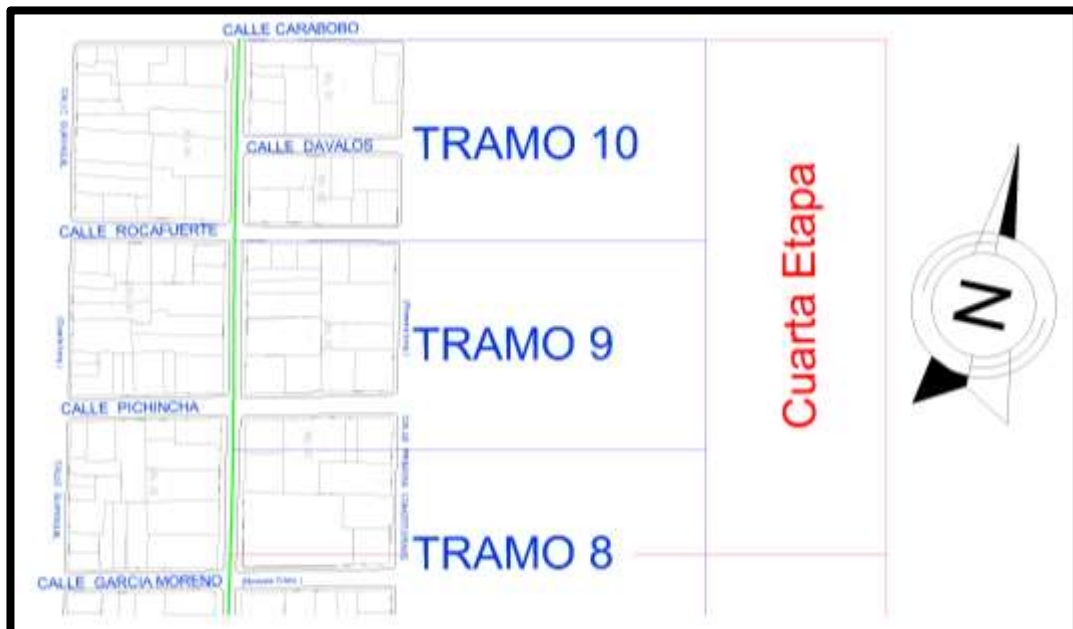 CALLE CARABOBO
CALLE DAVALOS
TRAMO 10
CALLE ROCAFUERTE
Cuarta Etapa
N
TRAMO 9
CALLE PICHINCHA
TRAMO 8
CALLE GARCIA MORENO